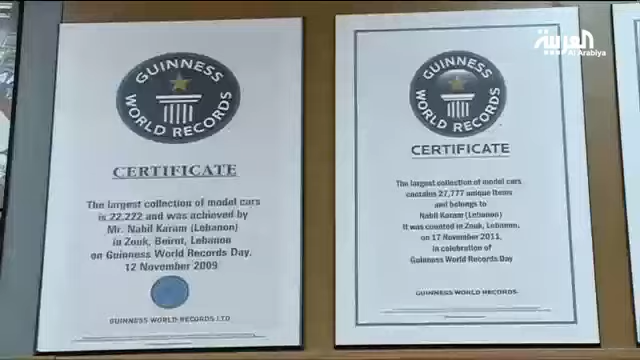 GUINNESS
WORLD RECORDS
CERTIFICATE
The largest collection of model cars
is 22,222 and was achieved by
Mr. Nabil Karam (Lebanon)
in Zouk, Beirut, Lebanon
on Guinness World Records Day.
12 November 2009
GUINNESS WORLD RECORDS LTD
GUINNESS
WORLD RECORDS
CERTIFICATE
The largest collection of model cars
contains 27,777 unique items
and belongs to
Nabil Karam (Lebanon)
It was counted in Zouk, Lebanon,
on 17 November 2011,
in celebration of
Guinness World Records Day
GUINNESS WORLD RECORDS
العربية
Al Arabiya